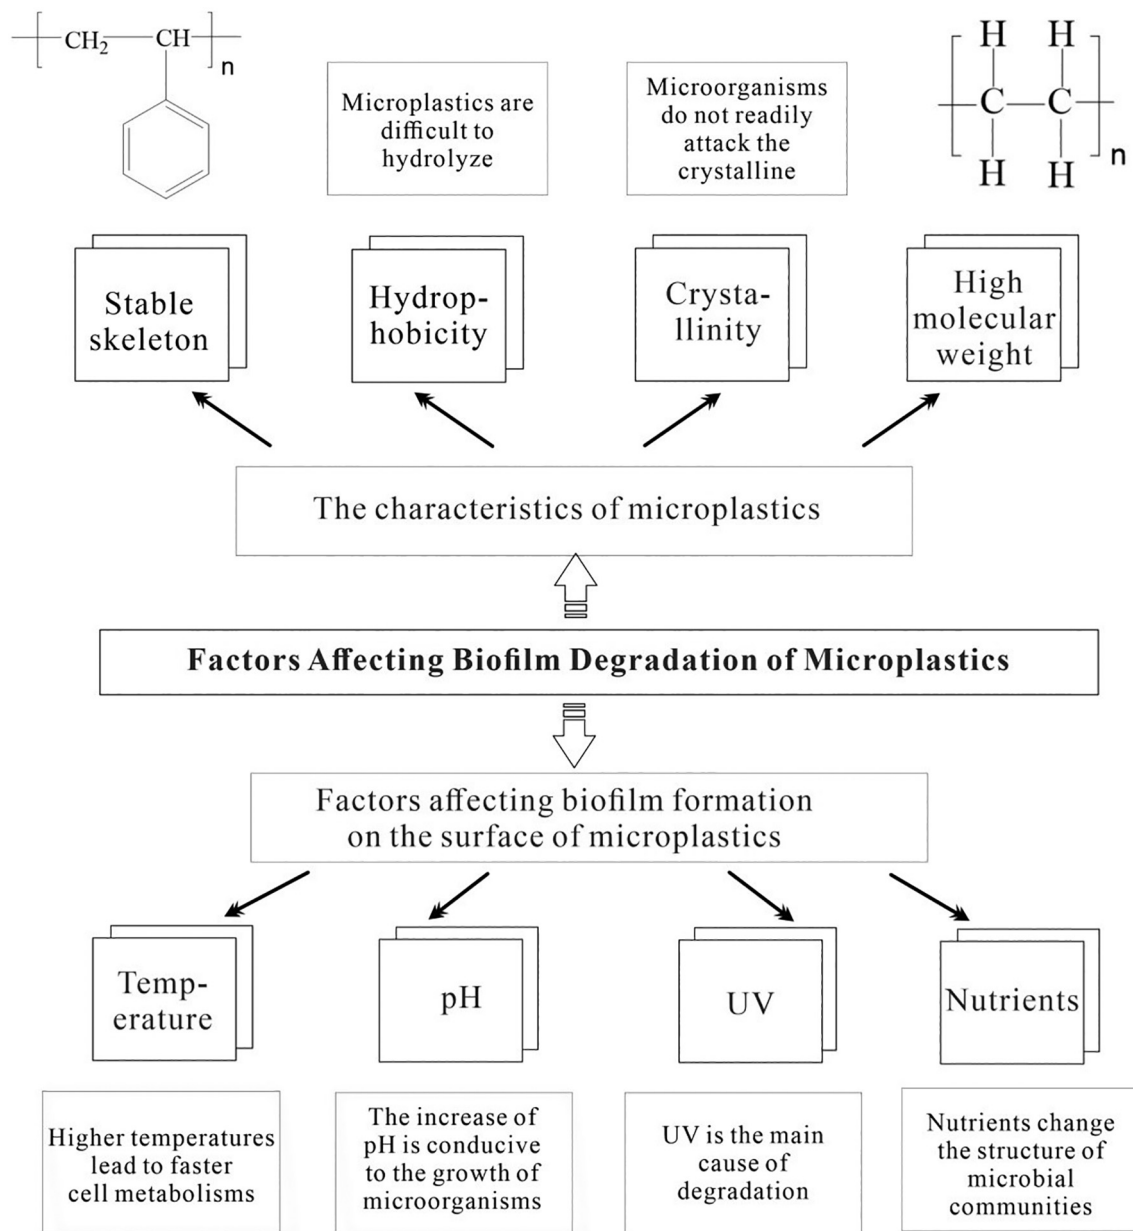 CH2 CH
n
H H
C C
n
H H
Microplastics are
difficult to
hydrolyze
Microorganisms
do not readily
attack the
crystalline
Stable
skeleton
Hydrop-
hobicity
Crysta-
llinity
High
molecular
weight
The characteristics of microplastics
Factors Affecting Biofilm Degradation of Microplastics
Factors affecting biofilm formation
on the surface of microplastics
Temp-
erature
pH
UV
Nutrients
Higher temperatures
lead to faster
cell metabolisms
The increase of
pH is conducive
to the growth of
microorganisms
UV is the main
cause of
degradation
Nutrients change
the structure of
microbial
communities